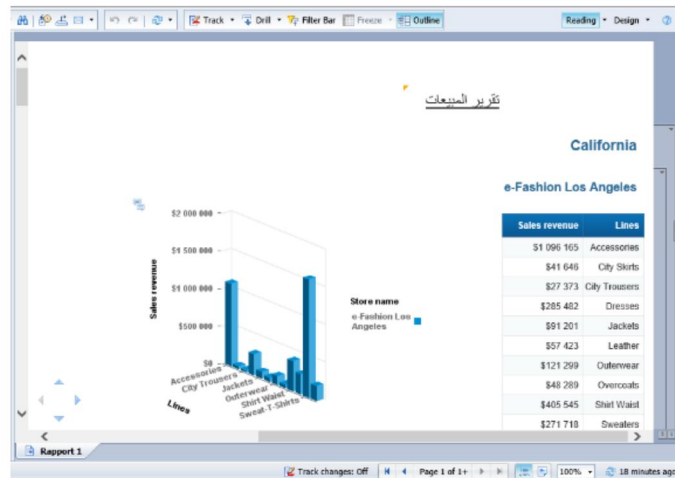 Track Drill Filter Bar Freeze Outline Reading Design
تقرير المبيعات
California
e-Fashion Los Angeles
Sales revenue Lines
$1 096 165 Accessories
$41 646 City Skirts
$27 373 City Trousers
$285 482 Dresses
$91 201 Jackets
$57 423 Leather
$121 299 Outerwear
$48 289 Overcoats
$405 545 Shirt Waist
$271 718 Sweaters
Sales revenue
$2 000 000
$1 500 000
$1 000 000
$500 000
$0
Accessories
City Trousers
Jackets
Outerwear
Shirt Waist
Sweat-T-Shirts
Lines
Store name
e-Fashion Los
Angeles
Rapport 1
Track changes: Off Page 1 of 1+ 100% 18 minutes ago